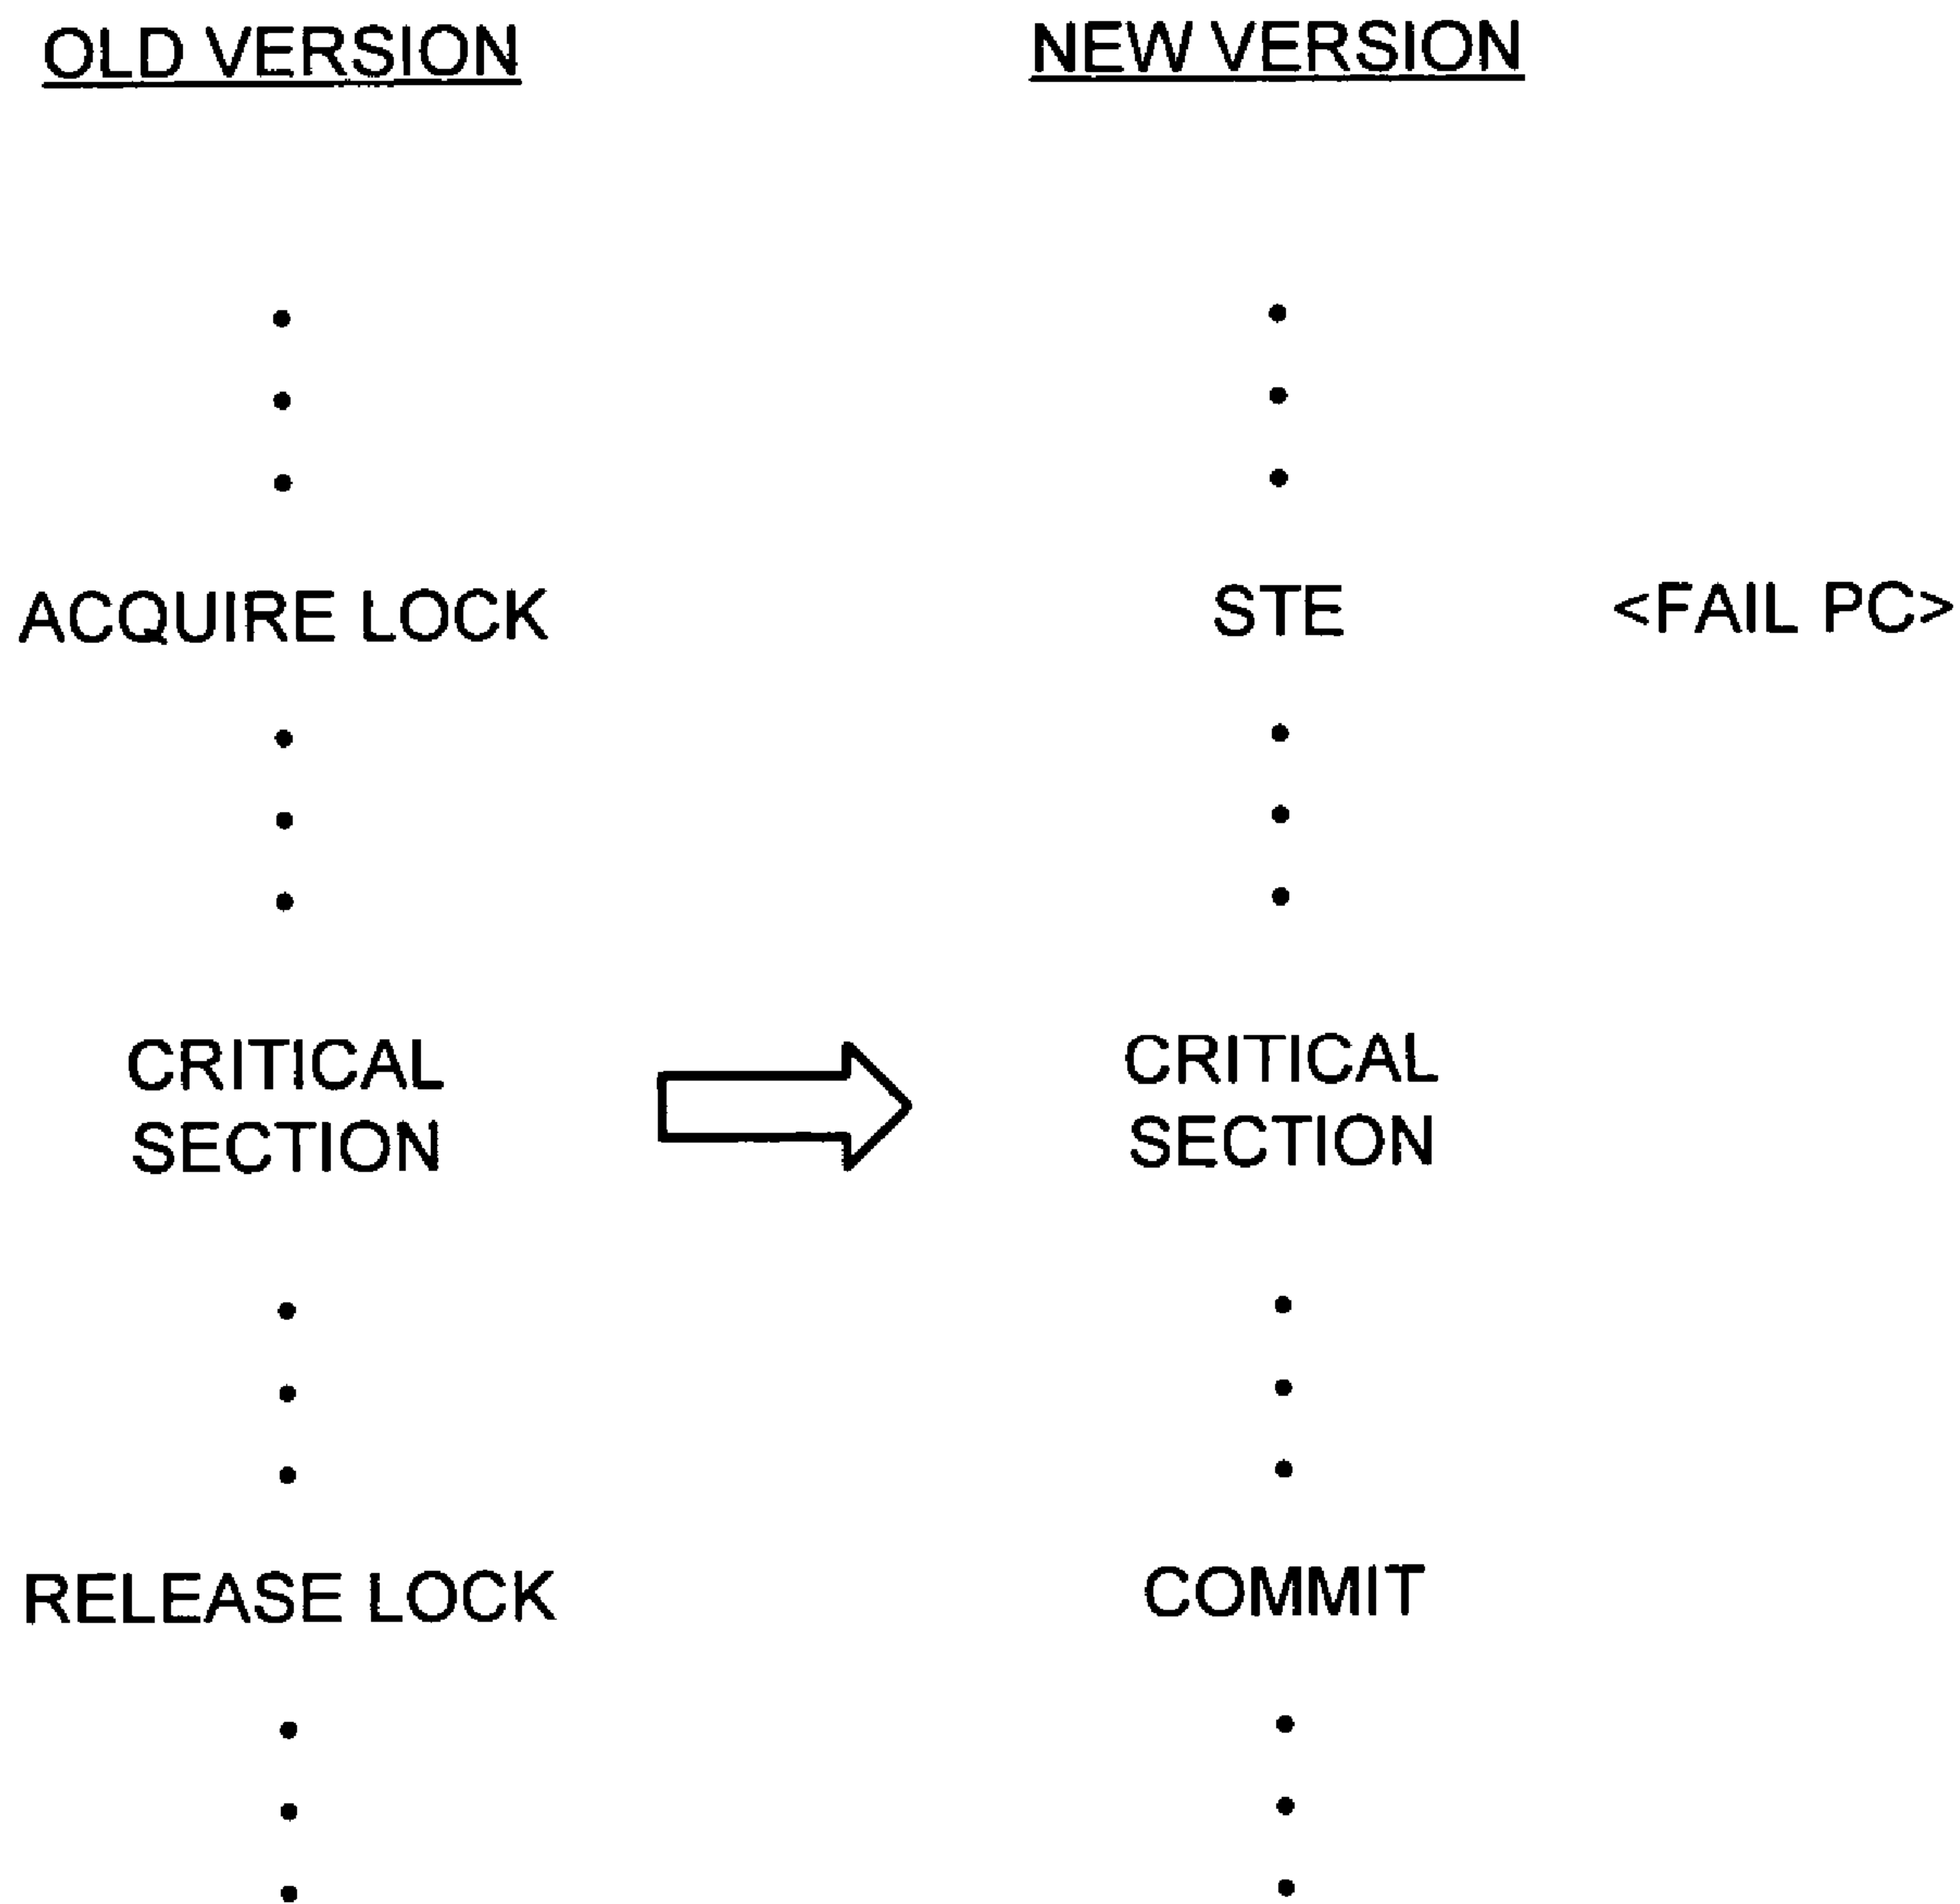 OLD VERSION
NEW VERSION
ACQUIRE LOCK
STE <FAIL PC>
CRITICAL
SECTION
CRITICAL
SECTION
RELEASE LOCK
COMMIT